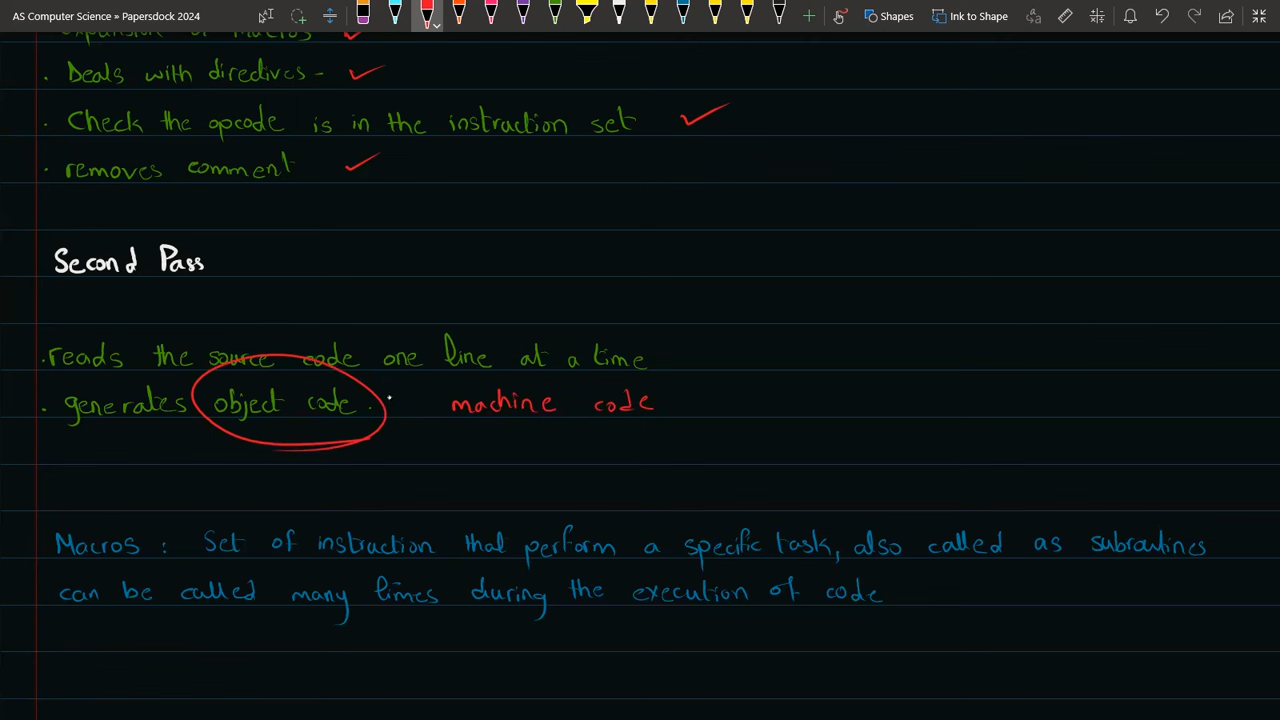 AS Computer Science » Papersdock 2024
Shapes
Ink to Shape
expansion of macros
. Deals with directives -
. Check the opcode is in the instruction set
. removes comment
Second Pass
. reads the source code one line at a time
. generates object code . machine code
Macros : Set of instruction that perform a specific task, also called as subroutines
can be called many times during the execution of code